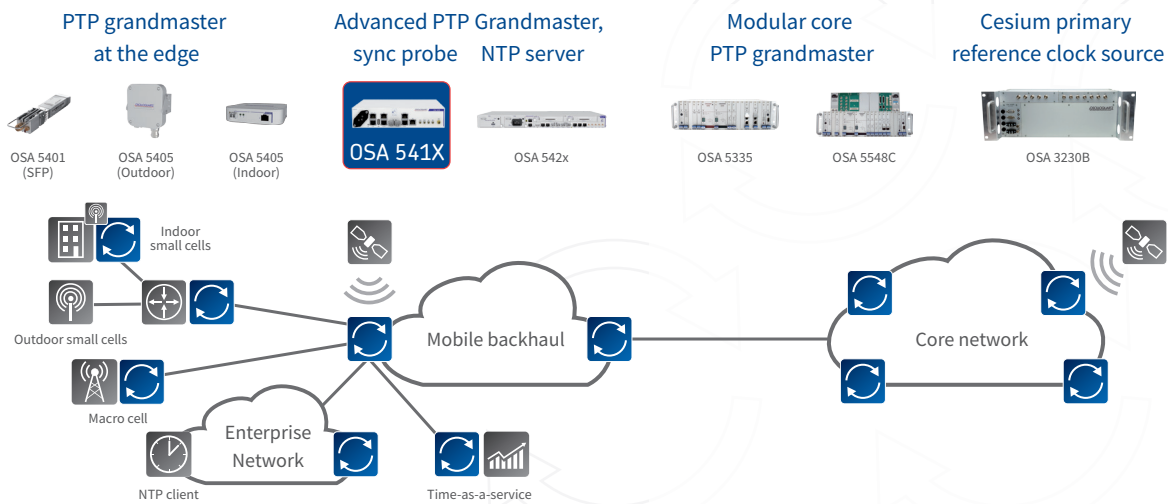 PTP grandmaster
at the edge
Advanced PTP Grandmaster,
sync probe NTP server
Modular core
PTP grandmaster
Cesium primary
reference clock source
OSA 5401
(SFP)
OSA 5405
(Outdoor)
OSA 5405
(Indoor)
OSA 541X
OSA 542x
OSA 5335
OSA 5548C
OSA 3230B
Indoor
small cells
Outdoor small cells
Mobile backhaul
Core network
Macro cell
Enterprise
Network
NTP client
Time-as-a-service